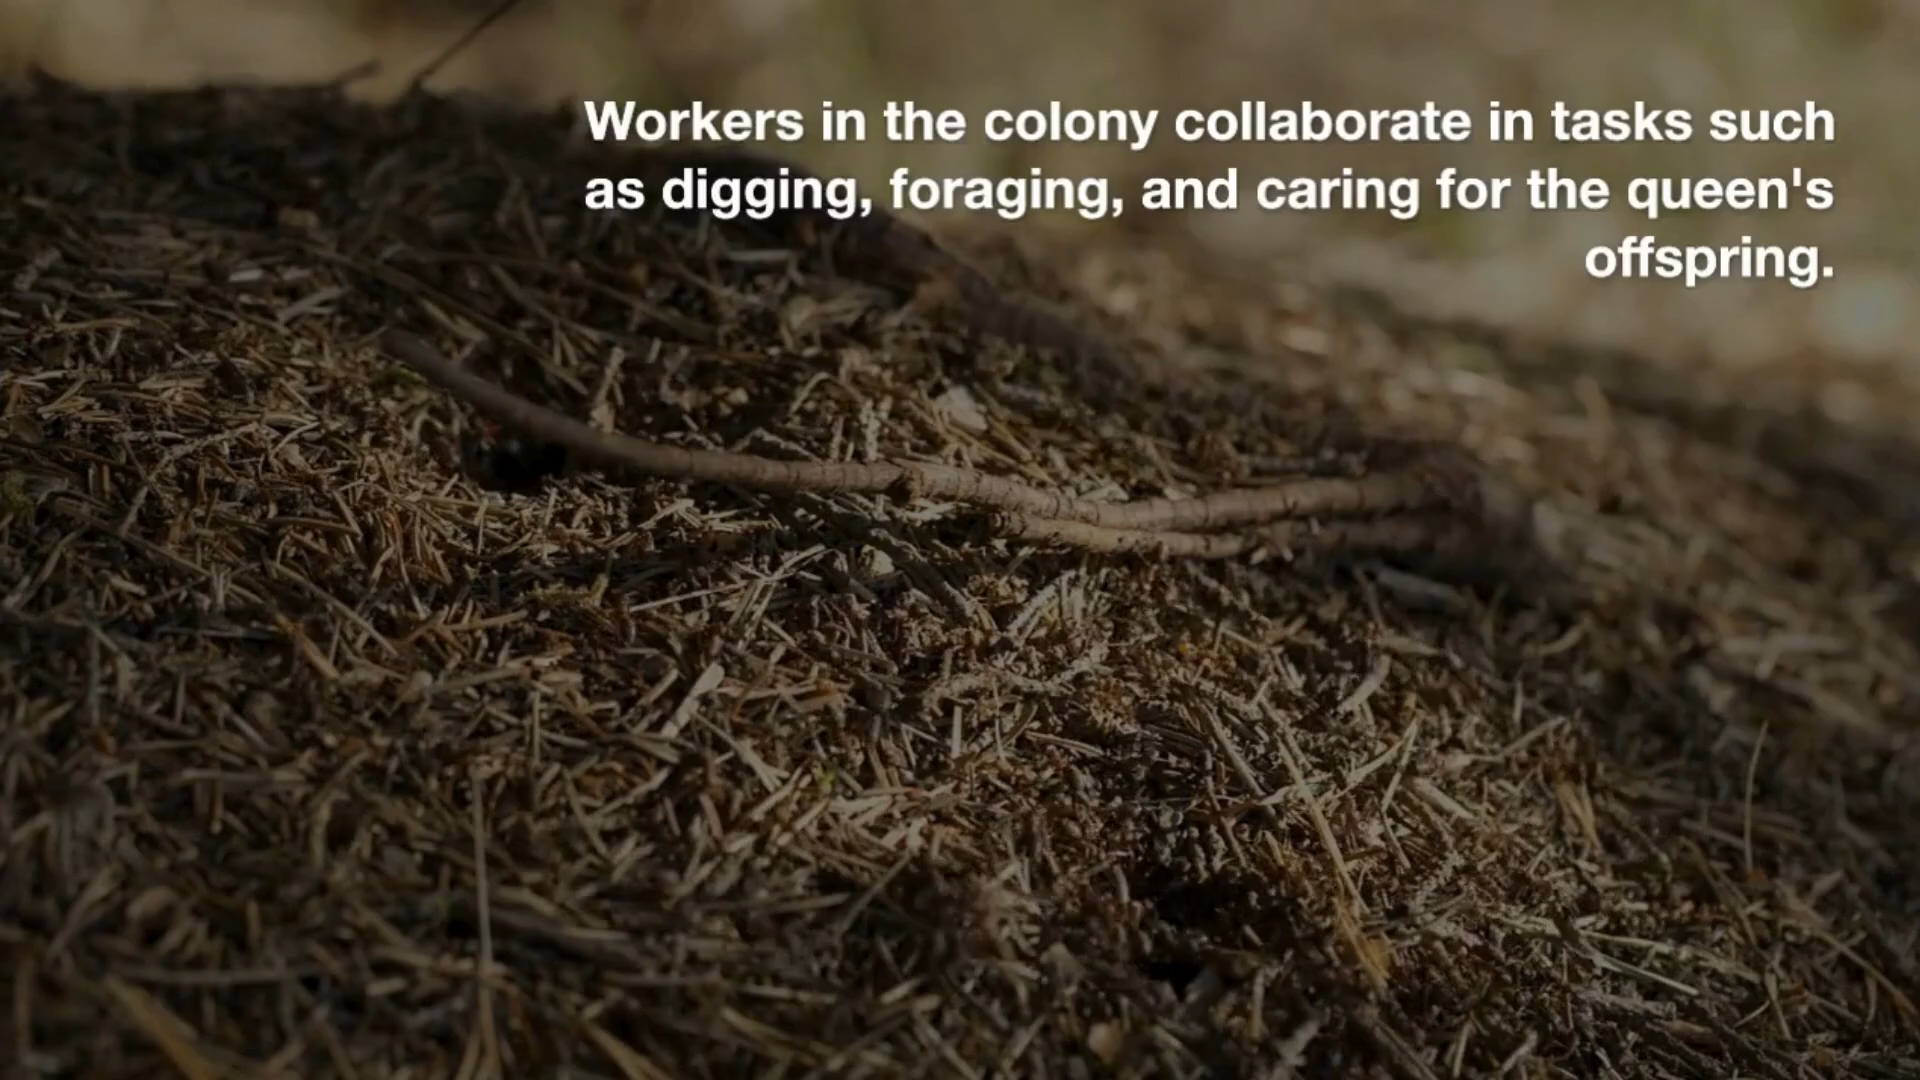 Workers in the colony collaborate in tasks such
as digging, foraging, and caring for the queen's
offspring.